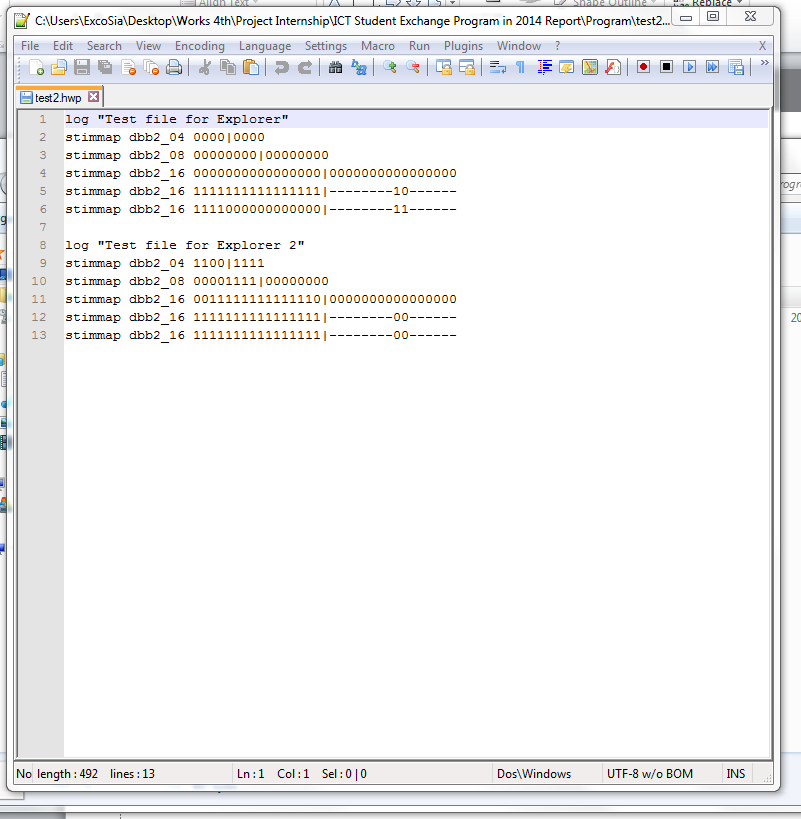 Align Text
Shape Outline
Replace
C:\Users\ExcoSia\Desktop\Works 4th\Project Internship\ICT Student Exchange Program in 2014 Report\Program\test2...
File Edit Search View Encoding Language Settings Macro Run Plugins Window ? X
test2.hwp
1 log "Test file for Explorer"
2 stimmap dbb2_04 0000|0000
3 stimmap dbb2_08 00000000|00000000
4 stimmap dbb2_16 0000000000000000|0000000000000000
5 stimmap dbb2_16 1111111111111111|--------10------
6 stimmap dbb2_16 1111000000000000|--------11------
7
8 log "Test file for Explorer 2"
9 stimmap dbb2_04 1100|1111
10 stimmap dbb2_08 00001111|00000000
11 stimmap dbb2_16 0011111111111110|0000000000000000
12 stimmap dbb2_16 1111111111111111|--------00------
13 stimmap dbb2_16 1111111111111111|--------00------
No length : 492 lines : 13 Ln : 1 Col : 1 Sel : 0 | 0 Dos\Windows UTF-8 w/o BOM INS